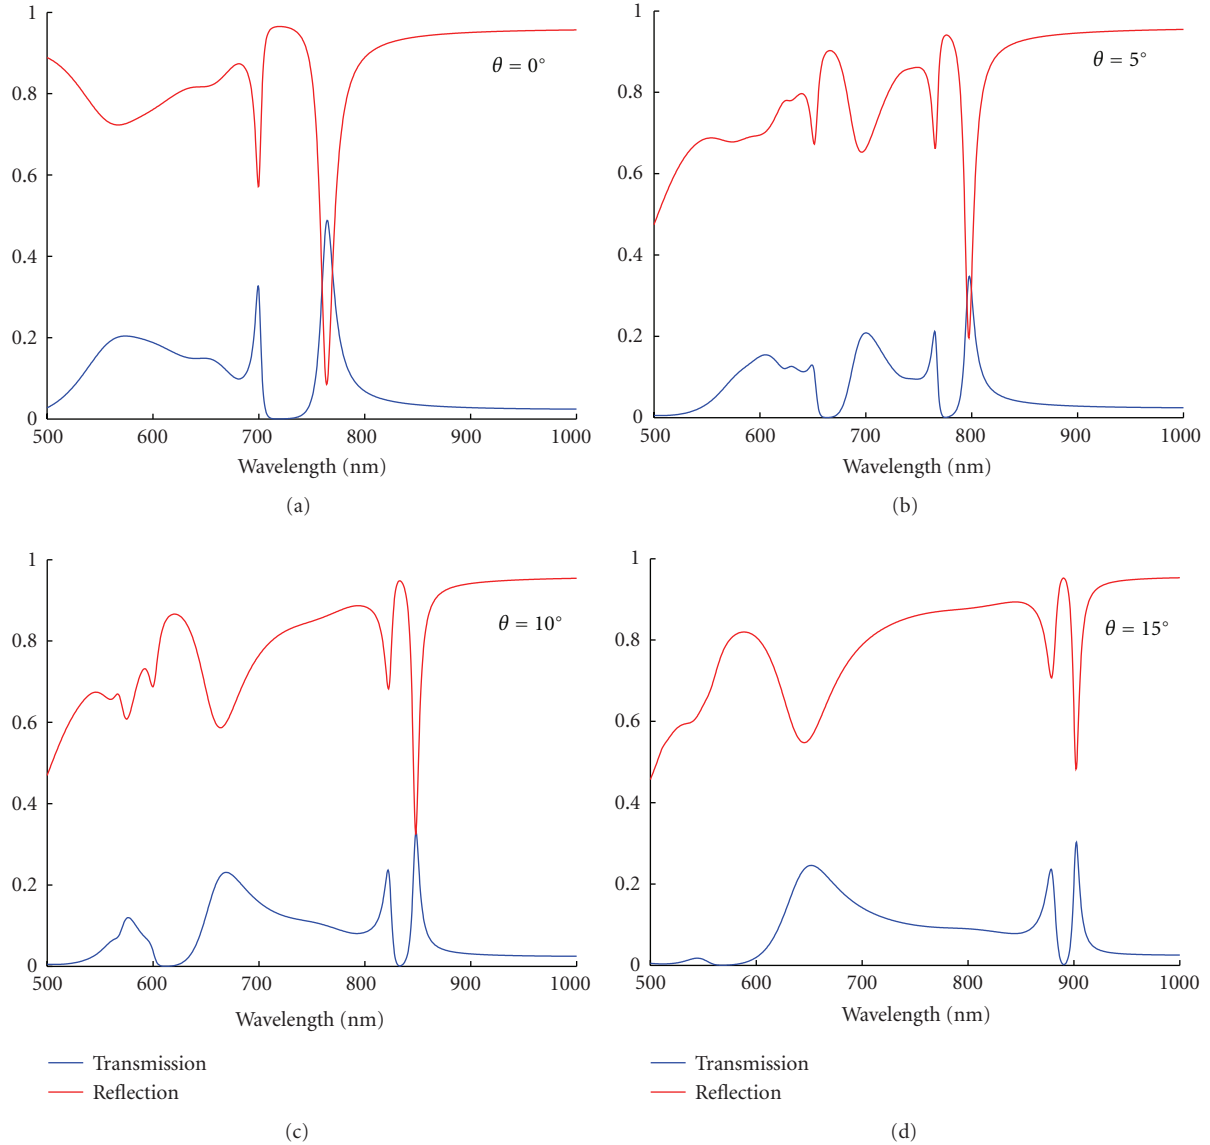 1
0.8
0.6
0.4
0.2
0
500 600 700 800 900 1000
Wavelength (nm)
θ = 0°
(a)
1
0.8
0.6
0.4
0.2
0
500 600 700 800 900 1000
Wavelength (nm)
θ = 5°
(b)
1
0.8
0.6
0.4
0.2
0
500 600 700 800 900 1000
Wavelength (nm)
θ = 10°
Transmission
Reflection
(c)
1
0.8
0.6
0.4
0.2
0
500 600 700 800 900 1000
Wavelength (nm)
θ = 15°
Transmission
Reflection
(d)